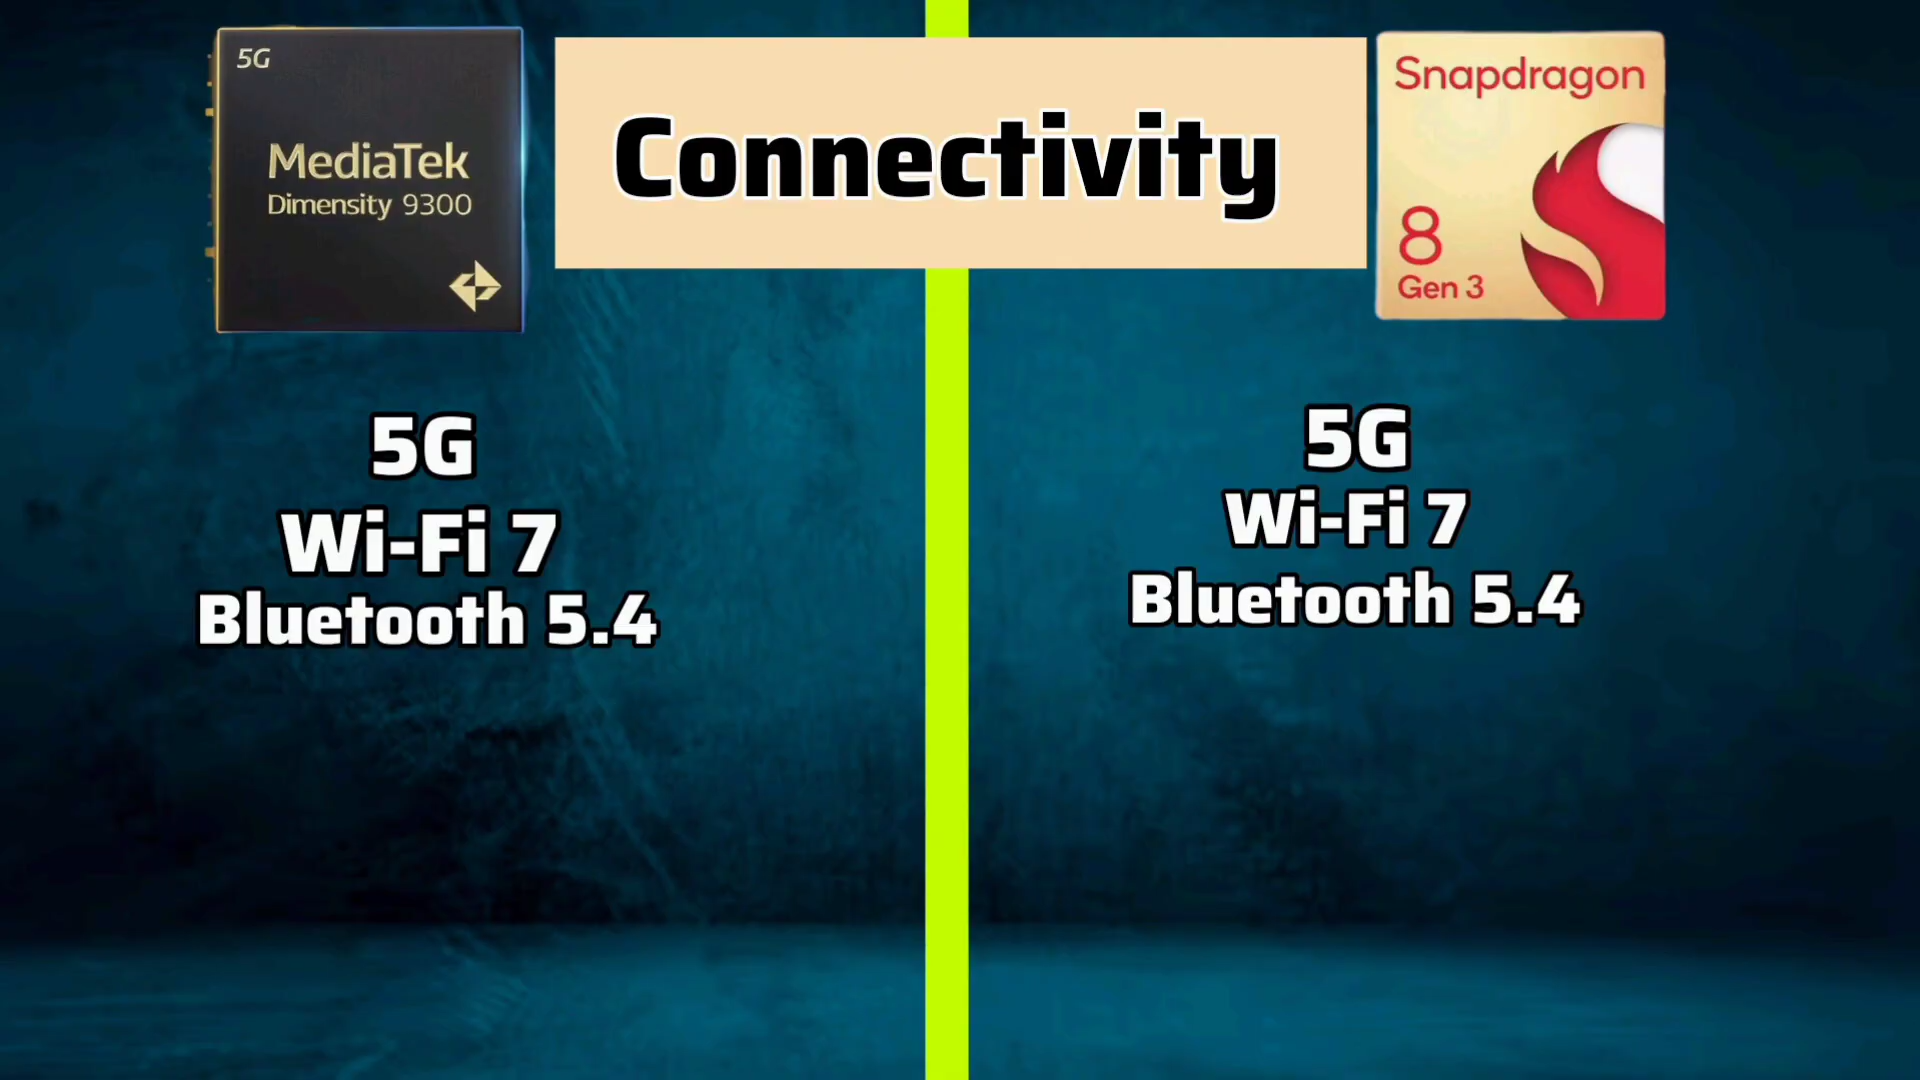 5G
MediaTek
Dimensity 9300
Connectivity
Snapdragon
8
Gen 3
5G
Wi-Fi 7
Bluetooth 5.4
5G
Wi-Fi 7
Bluetooth 5.4